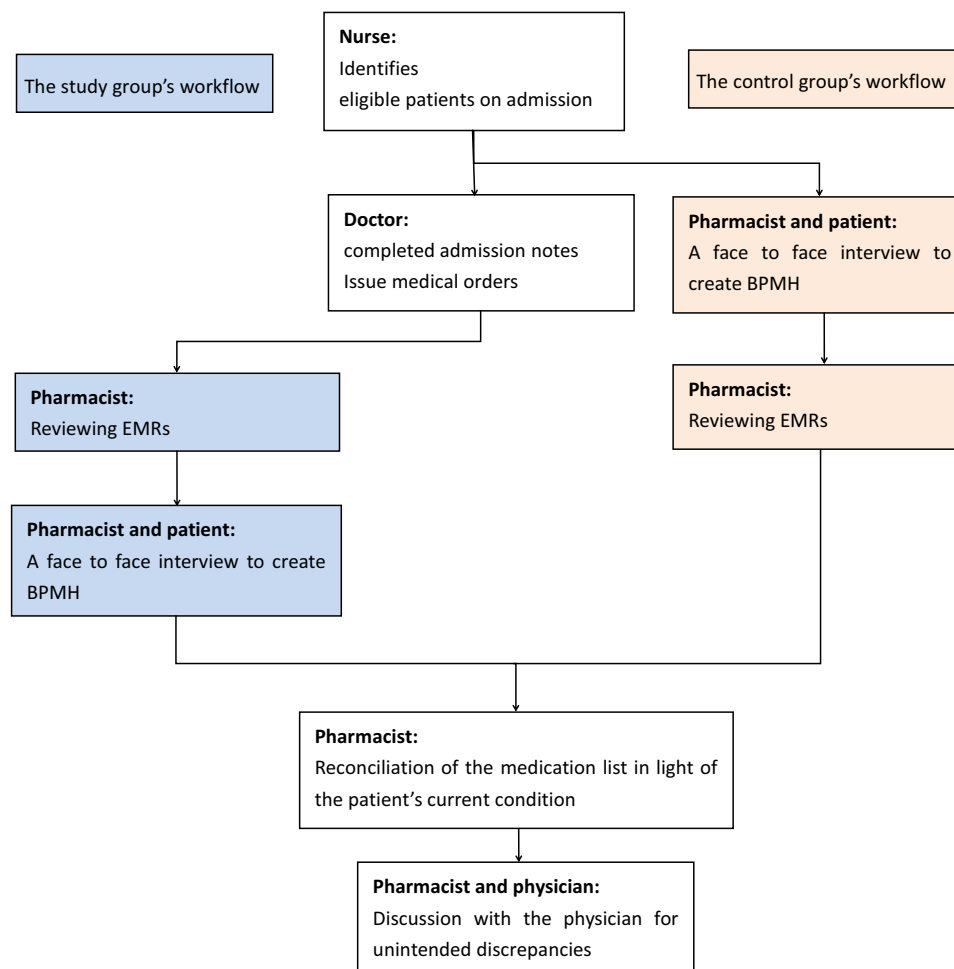 Nurse:
Identifies
eligible patients on admission
The study group’s workflow
The control group’s workflow
Doctor:
completed admission notes
Issue medical orders
Pharmacist and patient:
A face to face interview to
create BPMH
Pharmacist:
Reviewing EMRs
Pharmacist:
Reviewing EMRs
Pharmacist and patient:
A face to face interview to create
BPMH
Pharmacist:
Reconciliation of the medication list in light of
the patient’s current condition
Pharmacist and physician:
Discussion with the physician for
unintended discrepancies